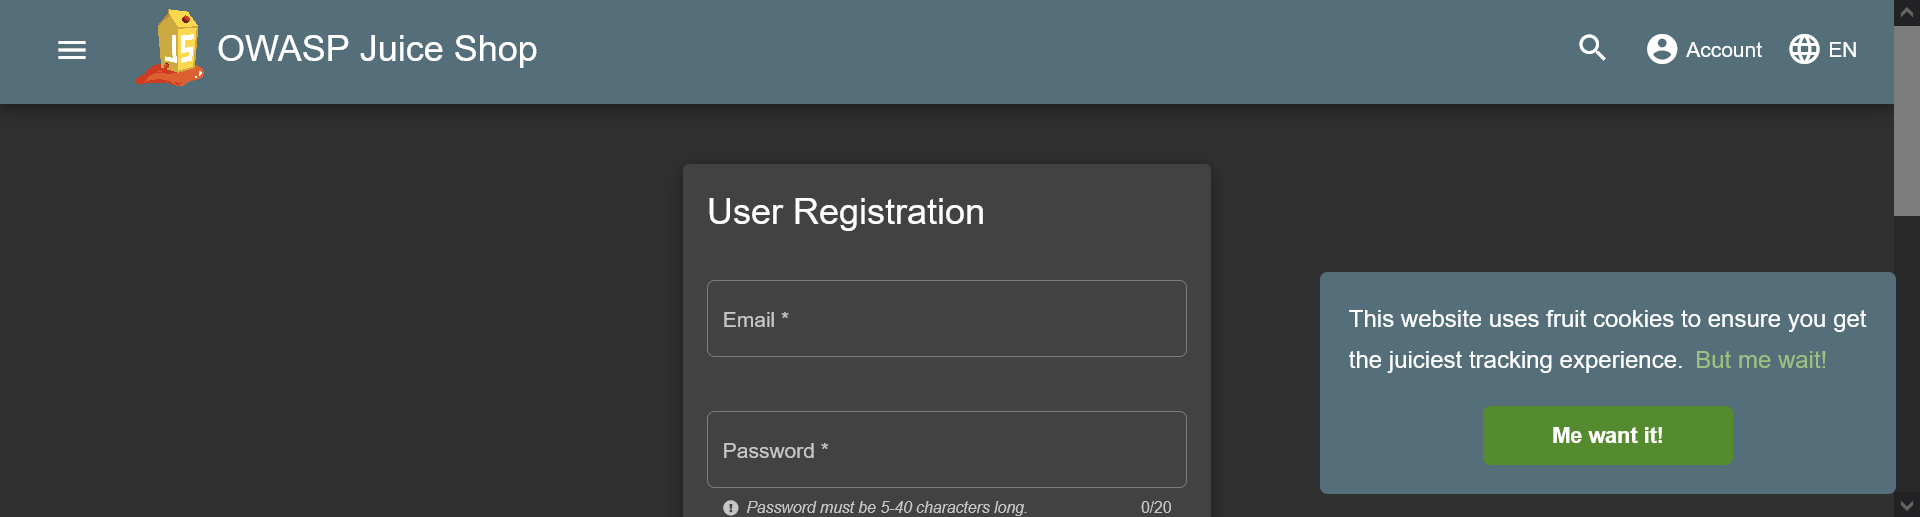 OWASP Juice Shop
Account
EN
User Registration
Email *
Password *
Password must be 5-40 characters long.
0/20
This website uses fruit cookies to ensure you get
the juiciest tracking experience. But me wait!
Me want it!